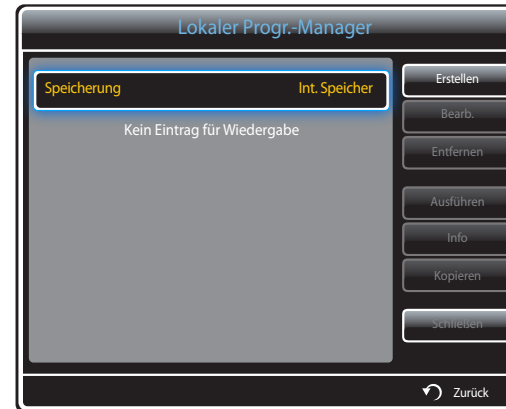 Lokaler Progr.-Manager
Speicherung Int. Speicher
Kein Eintrag für Wiedergabe
Erstellen
Bearb.
Entfernen
Ausführen
Info
Kopieren
Schließen
Zurück